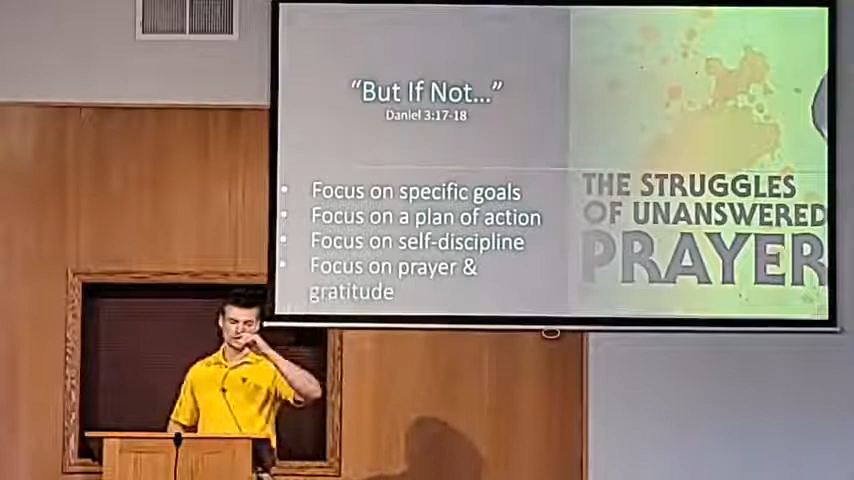 “But If Not...”
Daniel 3:17-18
• Focus on specific goals
• Focus on a plan of action
• Focus on self-discipline
• Focus on prayer &
gratitude
THE STRUGGLES
OF UNANSWERED
PRAYER